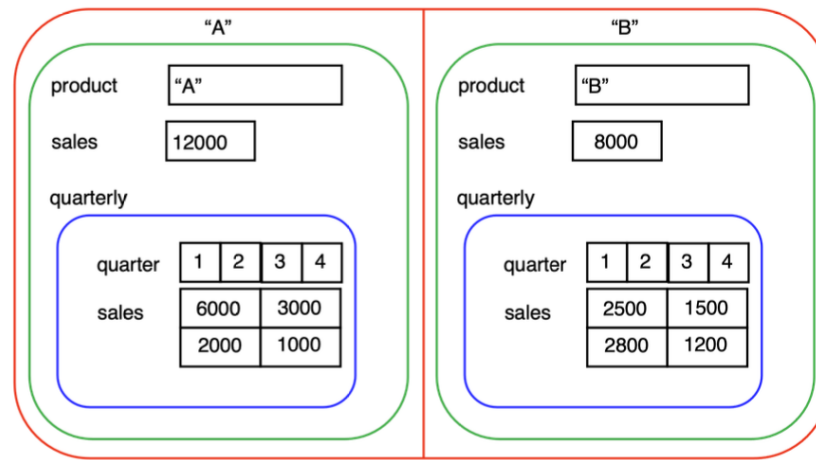 “A”
product “A”
sales 12000
quarterly
quarter 1 2 3 4
sales 6000 3000
2000 1000
“B”
product “B”
sales 8000
quarterly
quarter 1 2 3 4
sales 2500 1500
2800 1200